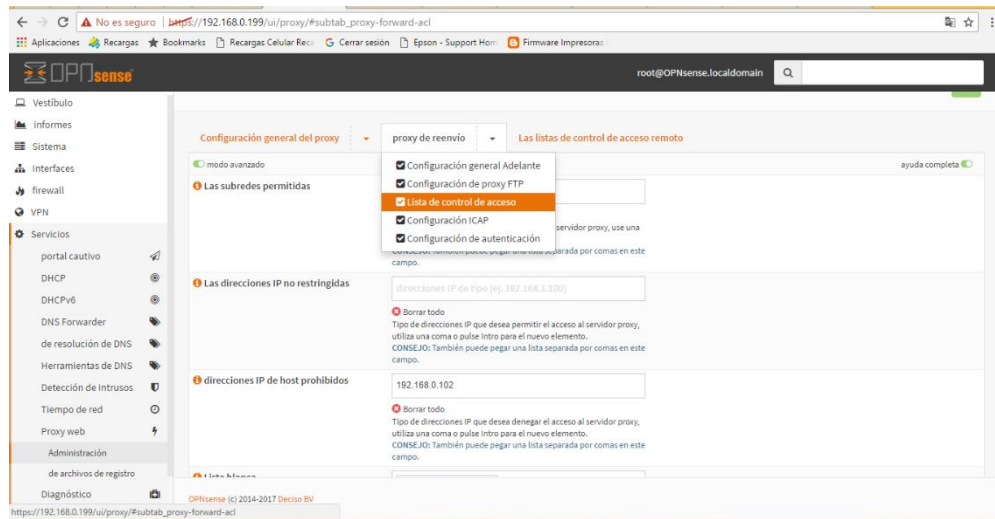 No es seguro | https://192.168.0.199/ui/proxy/#subtab_proxy-forward-acl
Aplicaciones Recargas Bookmarks Recargas Celular Reca Cerrar sesión Epson - Support Hom Firmware Impresoras
OPNsense root@OPNsense.localdomain
Vestíbulo
informes
Sistema
Interfaces
firewall
VPN
Servicios
portal cautivo
DHCP
DHCPv6
DNS Forwarder
de resolución de DNS
Herramientas de DNS
Detección de Intrusos
Tiempo de red
Proxy web
Administración
de archivos de registro
Diagnóstico
Configuración general del proxy proxy de reenvío Las listas de control de acceso remoto
modo avanzado ayuda completa
Configuración general Adelante
Configuración de proxy FTP
Lista de control de acceso
Configuración ICAP
Configuración de autenticación
Las subredes permitidas
servidor proxy, use una
CONSEJO: También puede pegar una lista separada por comas en este
campo.
Las direcciones IP no restringidas
direcciones IP de tipo (ej. 192.168.1.100)
Borrar todo
Tipo de direcciones IP que desea permitir el acceso al servidor proxy,
utiliza una coma o pulse Intro para el nuevo elemento.
CONSEJO: También puede pegar una lista separada por comas en este
campo.
direcciones IP de host prohibidos
192.168.0.102
Borrar todo
Tipo de direcciones IP que desea denegar el acceso al servidor proxy,
utiliza una coma o pulse Intro para el nuevo elemento.
CONSEJO: También puede pegar una lista separada por comas en este
campo.
Lista blanca
OPNsense (c) 2014-2017 Deciso BV
https://192.168.0.199/ui/proxy/#subtab_proxy-forward-acl